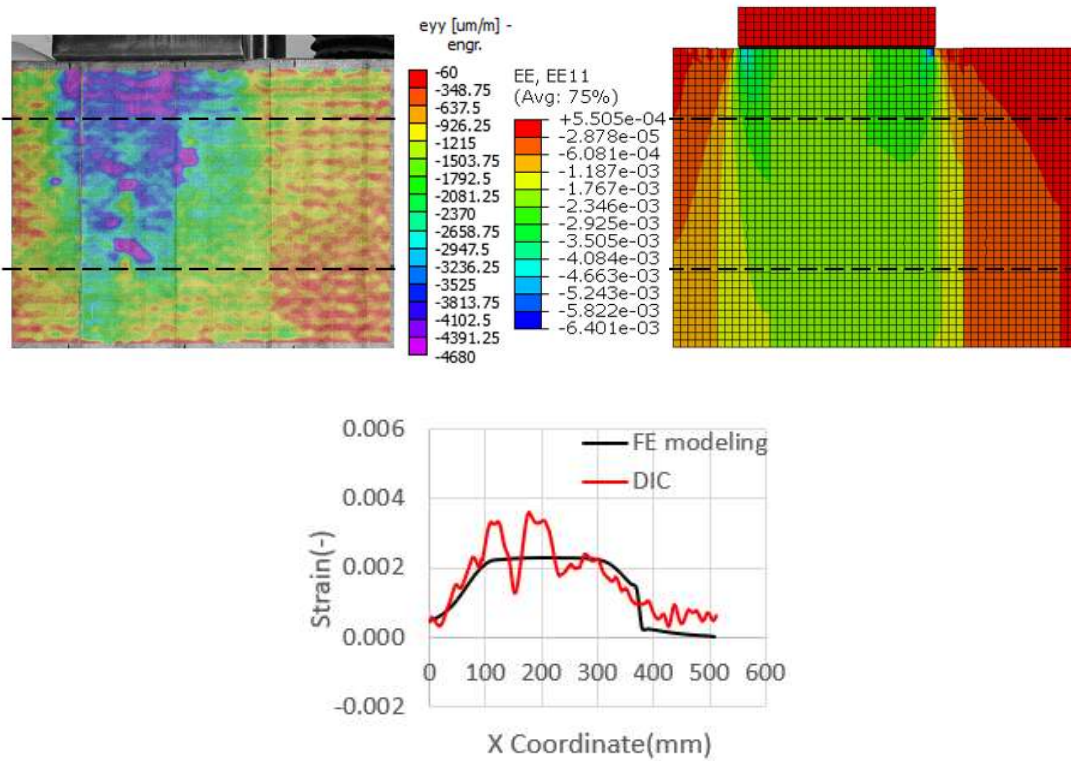 eyy [um/m] -
engr.
-60
-348.75
-637.5
-926.25
-1215
-1503.75
-1792.5
-2081.25
-2370
-2658.75
-2947.5
-3236.25
-3525
-3813.75
-4102.5
-4391.25
-4680
EE, EE11
(Avg: 75%)
+5.505e-04
-2.878e-05
-6.081e-04
-1.187e-03
-1.767e-03
-2.346e-03
-2.925e-03
-3.505e-03
-4.084e-03
-4.663e-03
-5.243e-03
-5.822e-03
-6.401e-03
0.006
0.004
0.002
0.000
-0.002
Strain(-)
FE modeling
DIC
0 100 200 300 400 500 600
X Coordinate(mm)